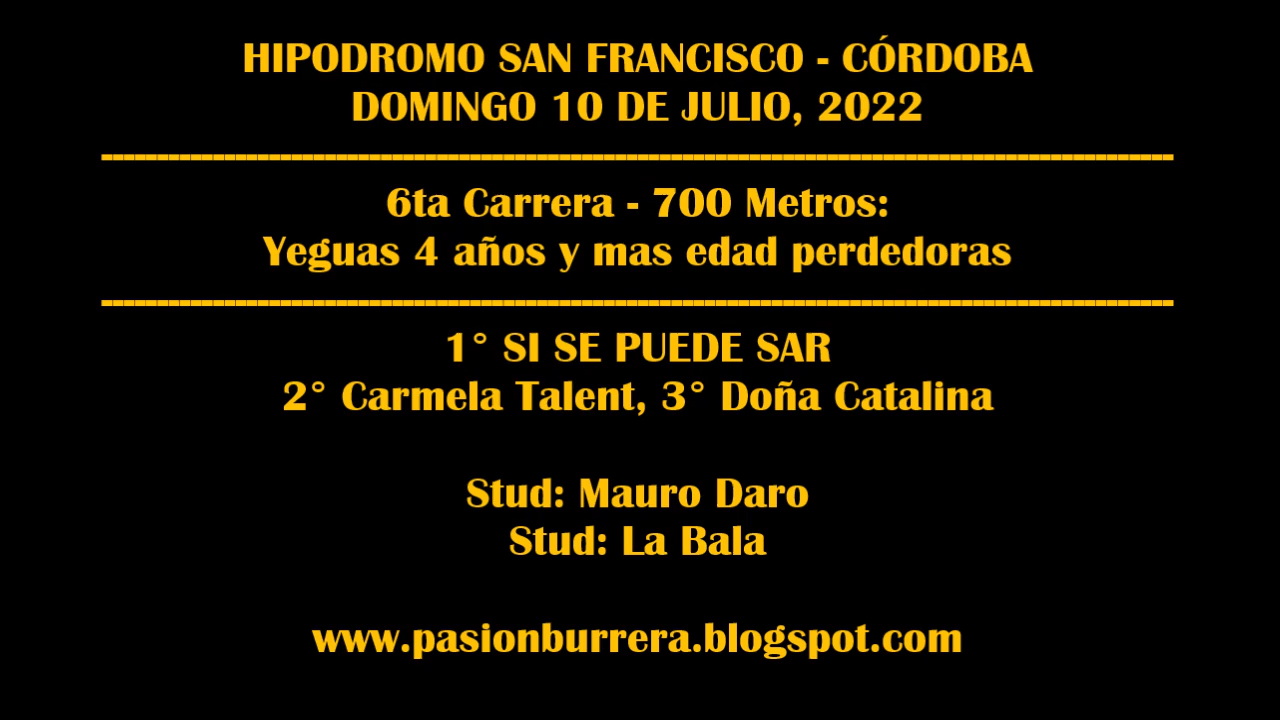 HIPODROMO SAN FRANCISCO - CÓRDOBA
DOMINGO 10 DE JULIO, 2022
------------------------------------------------------------------------------------------
6ta Carrera - 700 Metros:
Yeguas 4 años y mas edad perdedoras
------------------------------------------------------------------------------------------
1° SI SE PUEDE SAR
2° Carmela Talent, 3° Doña Catalina
Stud: Mauro Daro
Stud: La Bala
www.pasionburrera.blogspot.com